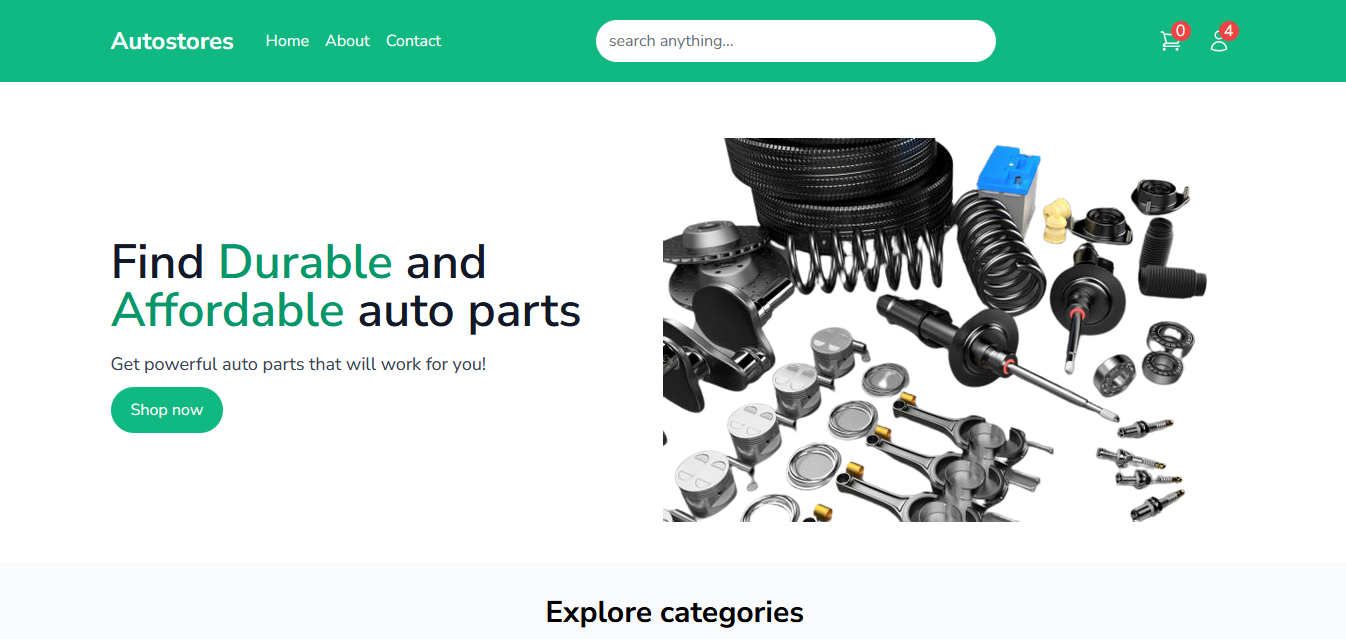 Autostores
Home
About
Contact
search anything...
0
4
Find Durable and
Affordable auto parts
Get powerful auto parts that will work for you!
Shop now
Explore categories